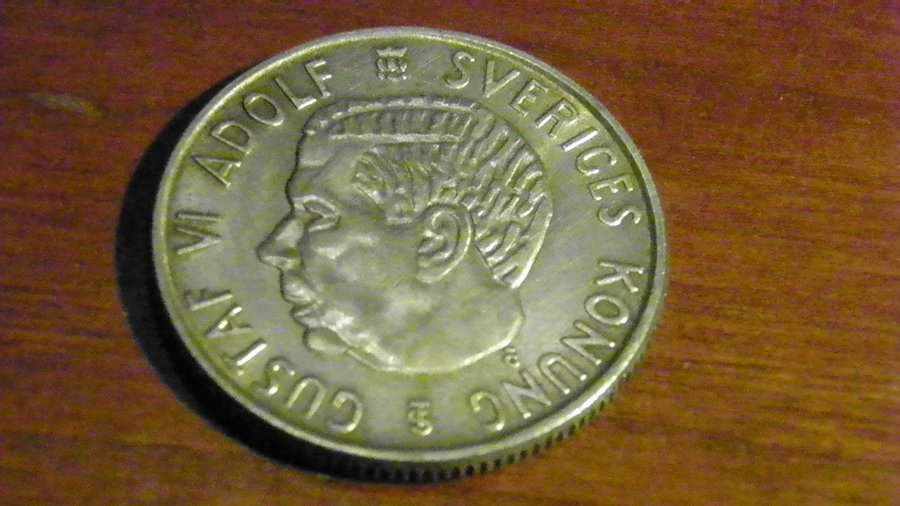 GUSTAF VI ADOLF
SVERIGES KONUNG